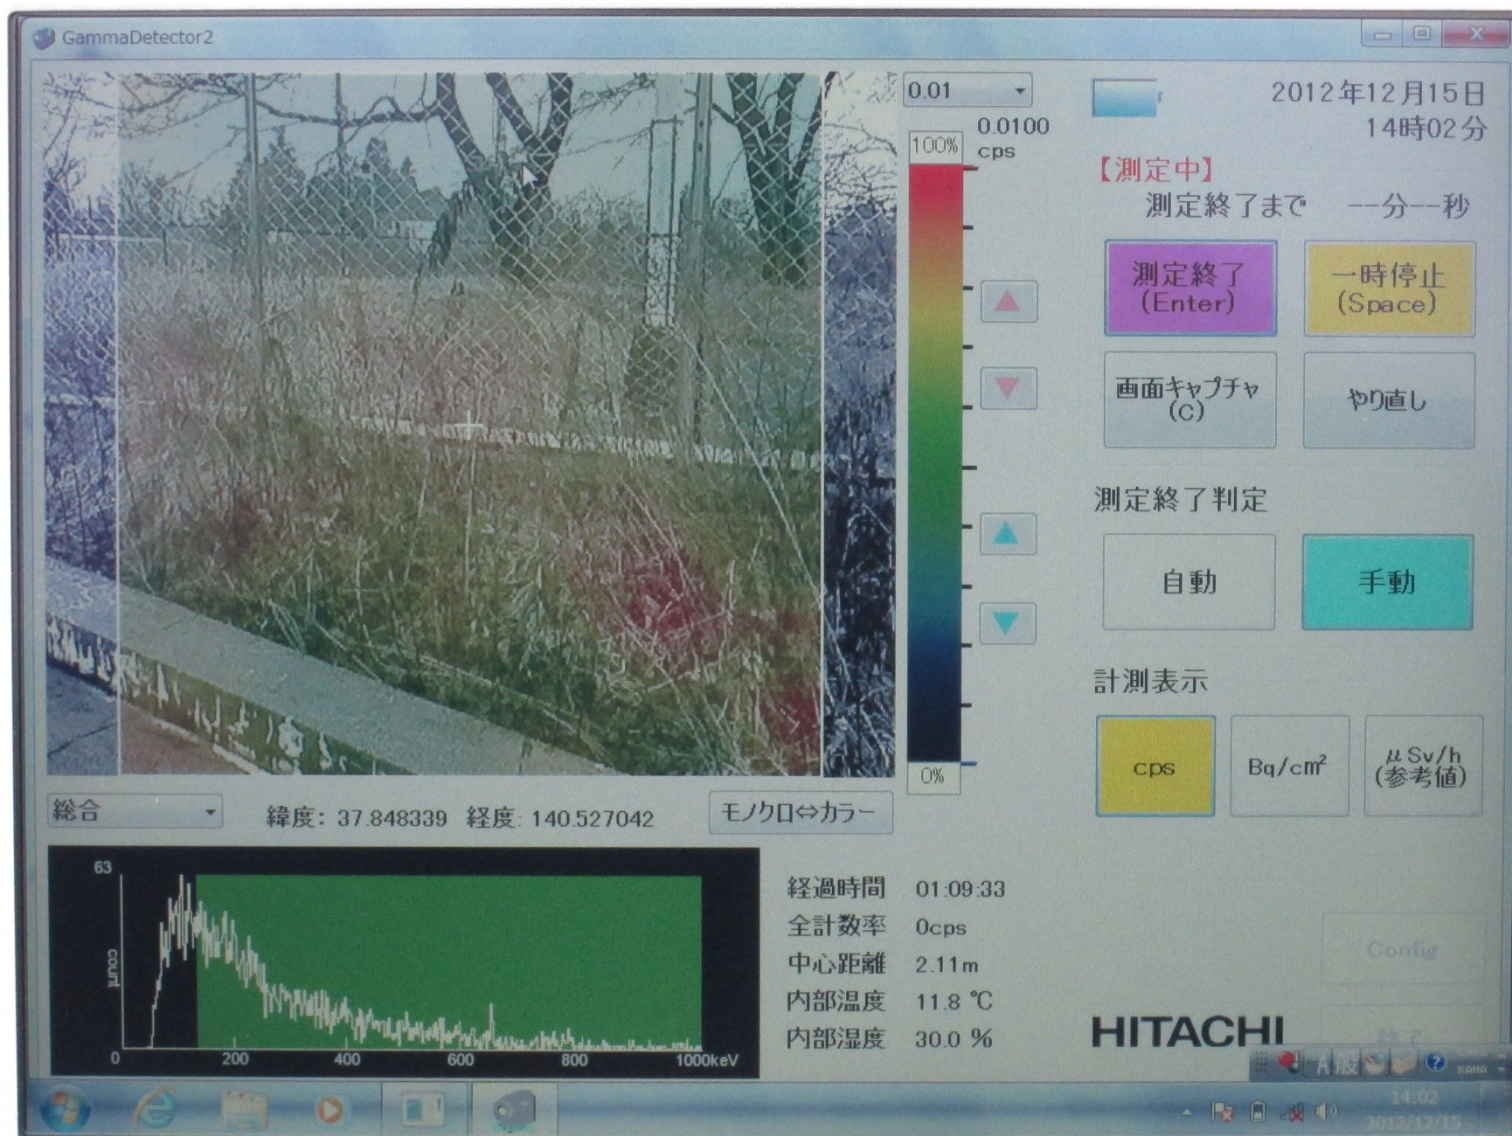 GammaDetector2
0.01
0.0100
cps
100%
0%
2012年12月15日
14時02分
【測定中】
測定終了まで --分--秒
測定終了
(Enter)
一時停止
(Space)
画面キャプチャ
(C)
やり直し
測定終了判定
自動
手動
計測表示
cps
Bq/cm²
μSv/h
(参考値)
総合
緯度: 37.848339 経度: 140.527042
モノクロ⇔カラー
63
count
0 200 400 600 800 1000keV
経過時間 01:09:33
全計数率 0cps
中心距離 2.11m
内部温度 11.8 ℃
内部湿度 30.0 %
Config
HITACHI
終了
A 般
KANA
14:02
2012/12/15